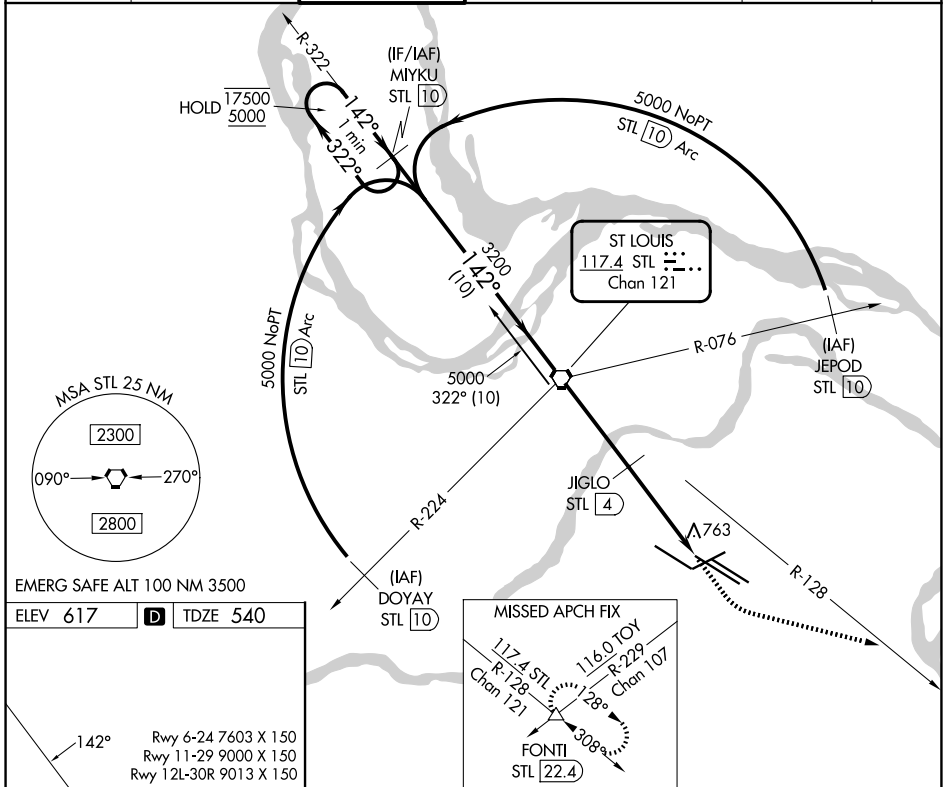 R-322
(IF/IAF)
MIYKU
STL 10
HOLD 17500
5000
142°
1 min
322°
5000 NoPT
STL 10 Arc
3200
142°
(10)
ST LOUIS
117.4 STL
Chan 121
5000 NoPT
STL 10 Arc
5000
322° (10)
R-076
(IAF)
JEPOD
STL 10
MSA STL 25 NM
2300
090°
270°
2800
R-224
JIGLO
STL 4
763
R-128
EMERG SAFE ALT 100 NM 3500
(IAF)
DOYAY
STL 10
ELEV 617
D
TDZE 540
142°
Rwy 6-24 7603 X 150
Rwy 11-29 9000 X 150
Rwy 12L-30R 9013 X 150
MISSED APCH FIX
117.4 STL
R-128
Chan 121
116.0 TOY
R-229
Chan 107
128°
308°
FONTI
STL 22.4